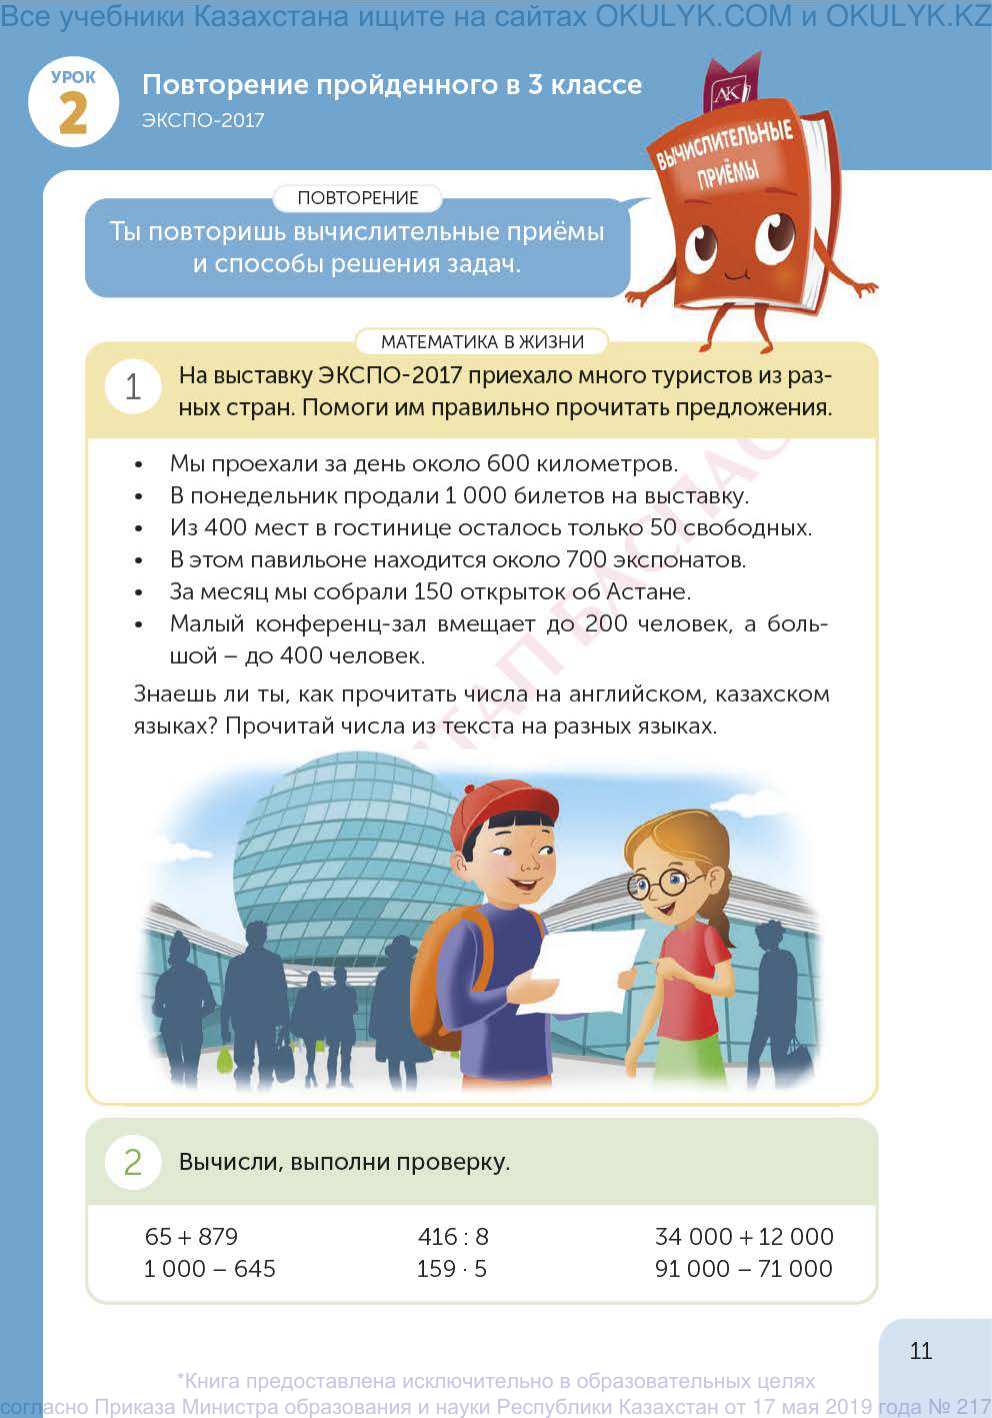 Все учебники Казахстана ищите на сайтах OKULYK.COM и OKULYK.KZ
УРОК
2
Повторение пройденного в 3 классе
ЭКСПО-2017
АК
ВЫЧИСЛИТЕЛЬНЫЕ
ПРИЁМЫ
ПОВТОРЕНИЕ
Ты повторишь вычислительные приёмы
и способы решения задач.
МАТЕМАТИКА В ЖИЗНИ
1
На выставку ЭКСПО-2017 приехало много туристов из раз-
ных стран. Помоги им правильно прочитать предложения.
• Мы проехали за день около 600 километров.
• В понедельник продали 1 000 билетов на выставку.
• Из 400 мест в гостинице осталось только 50 свободных.
• В этом павильоне находится около 700 экспонатов.
• За месяц мы собрали 150 открыток об Астане.
• Малый конференц-зал вмещает до 200 человек, а боль-
шой – до 400 человек.
Знаешь ли ты, как прочитать числа на английском, казахском
языках? Прочитай числа из текста на разных языках.
2
Вычисли, выполни проверку.
65 + 879 416 : 8 34 000 + 12 000
1 000 – 645 159 · 5 91 000 – 71 000
11
*Книга предоставлена исключительно в образовательных целях
согласно Приказа Министра образования и науки Республики Казахстан от 17 мая 2019 года № 217